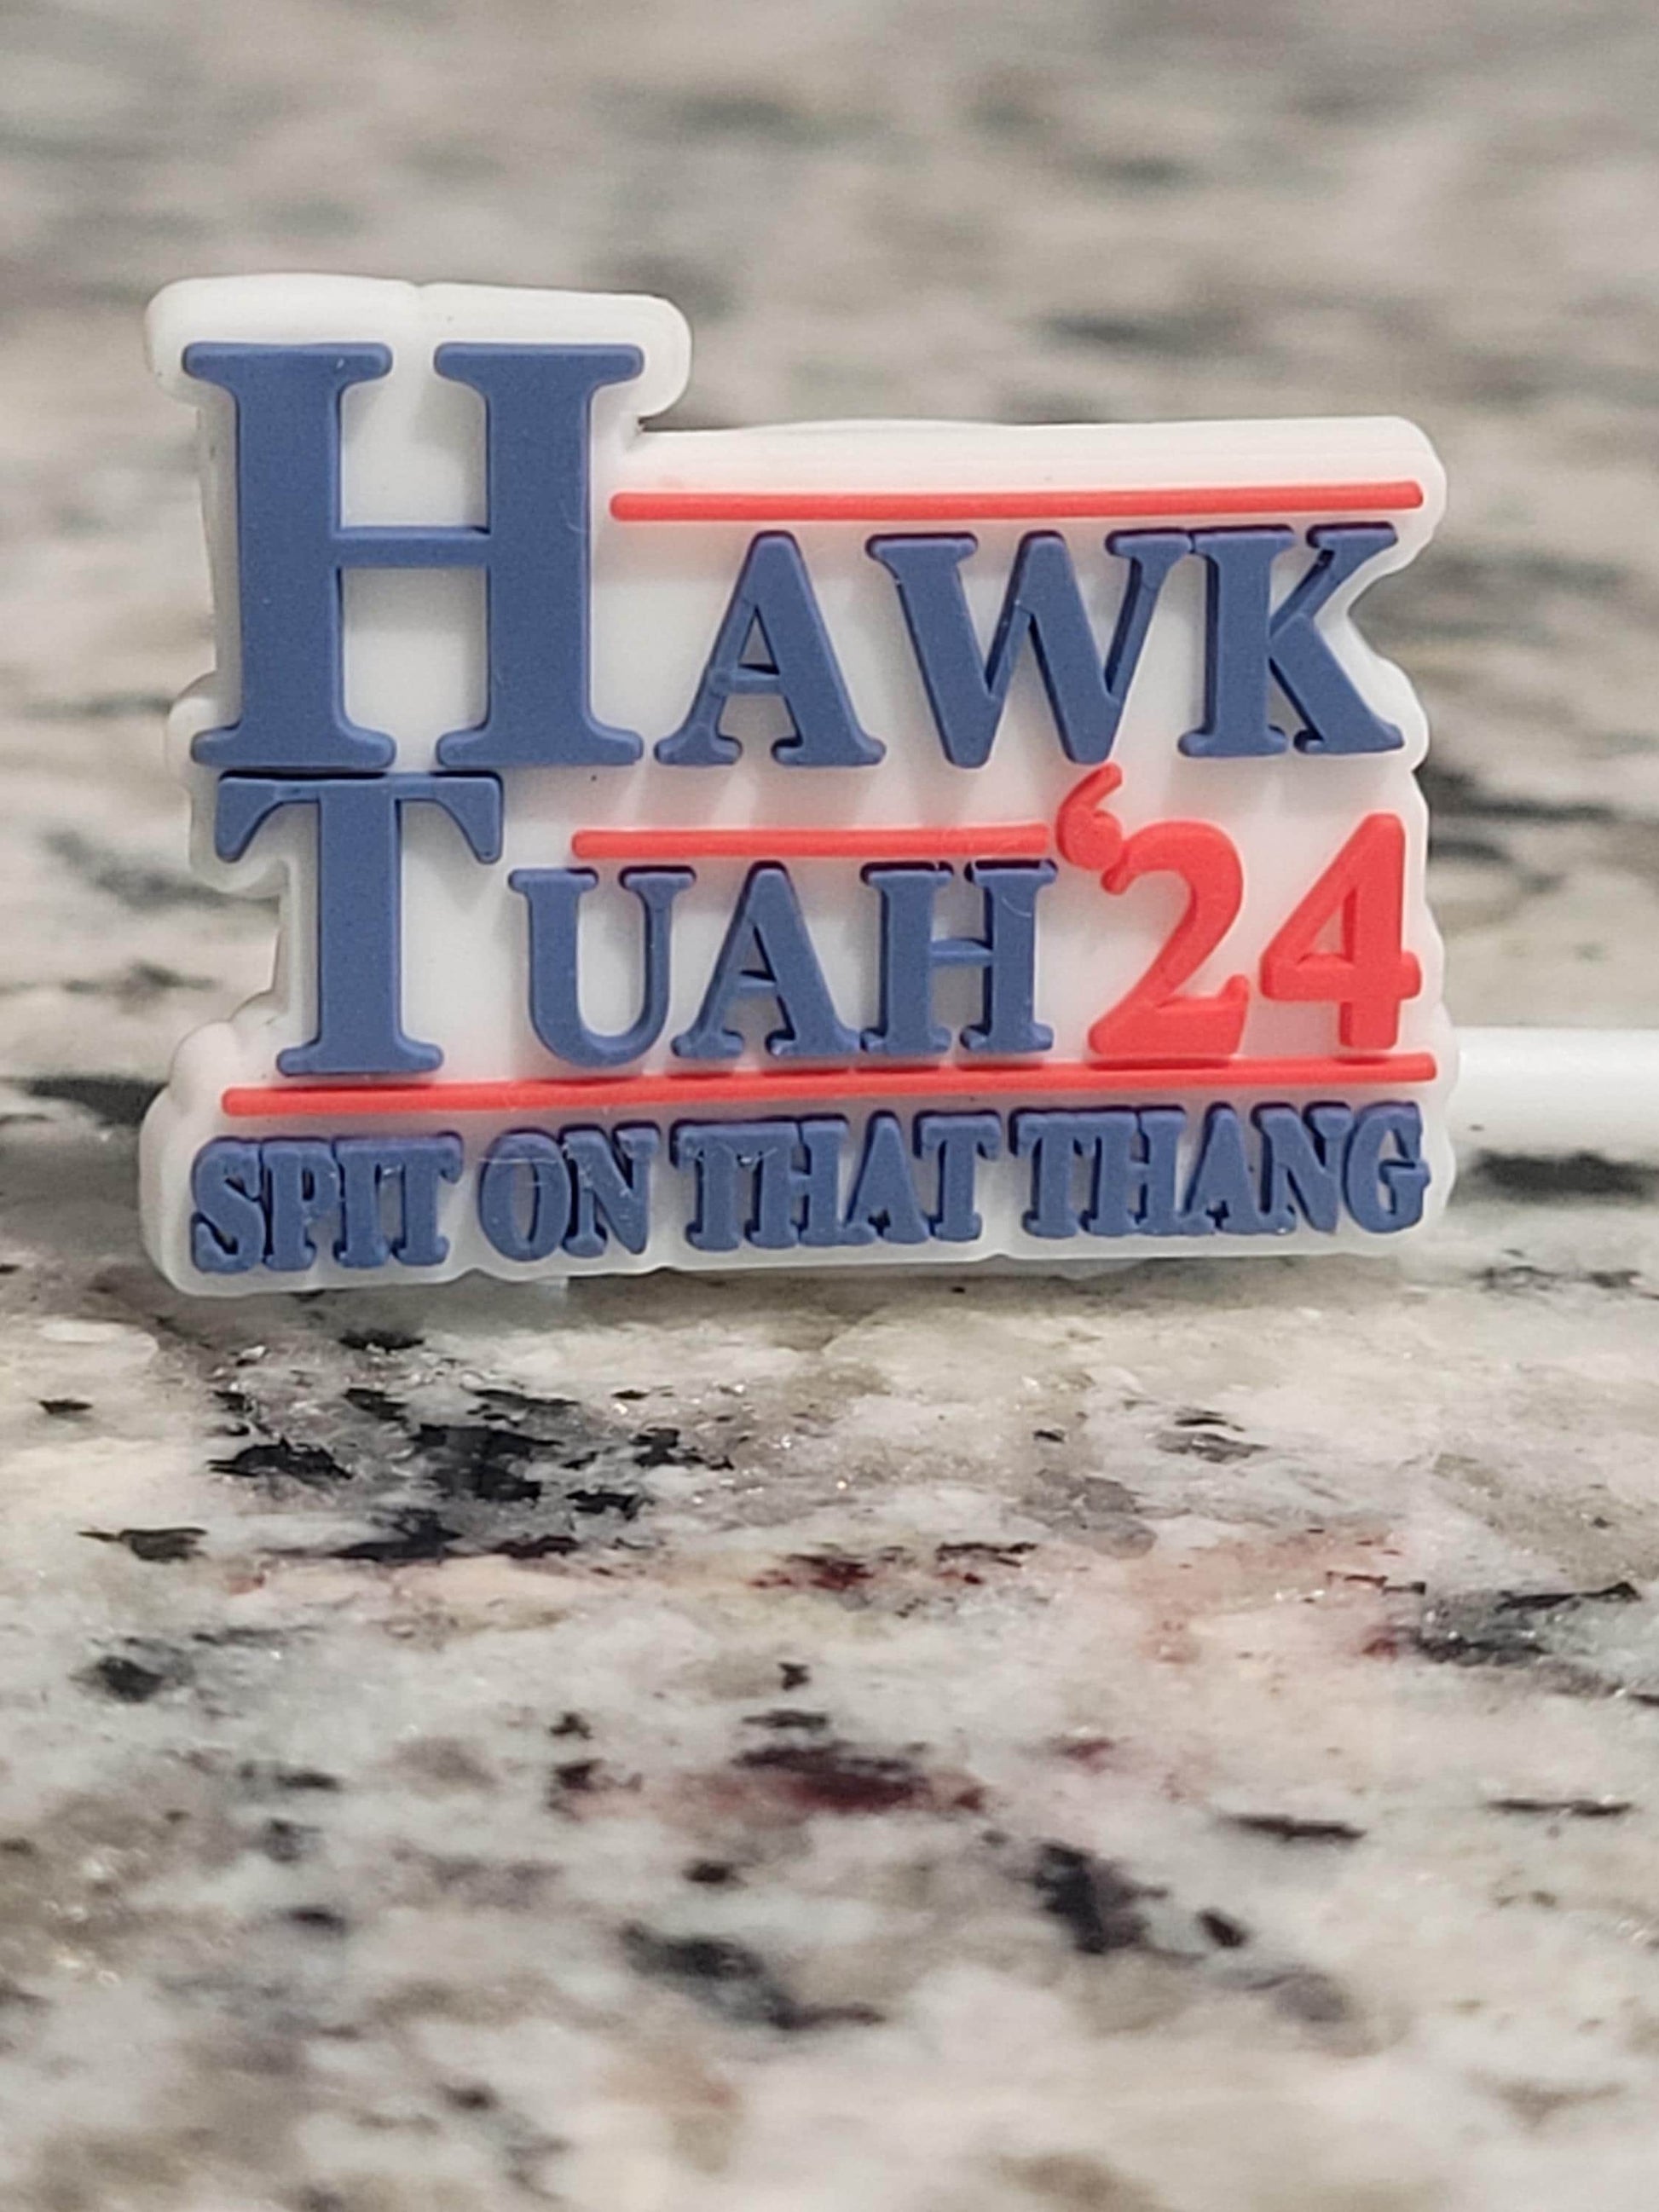 HAWK
TUAH‘24
SPIT ON THAT THANG